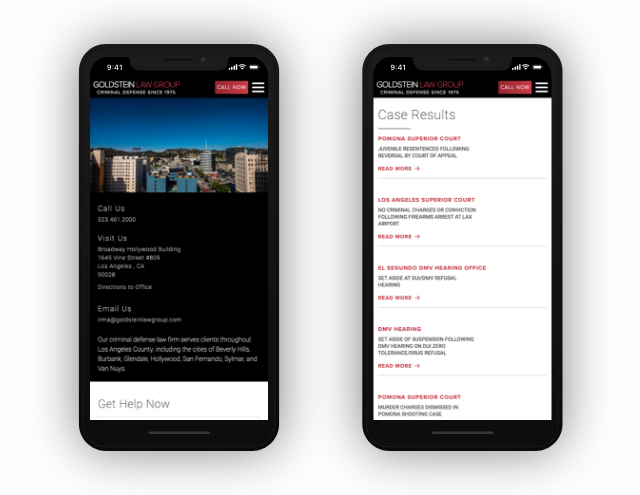 9:41
GOLDSTEIN LAW GROUP
CRIMINAL DEFENSE SINCE 1975
CALL NOW
Call Us
323.461.2000
Visit Us
Broadway Hollywood Building
1645 Vine Street #809
Los Angeles , CA
90028
Directions to Office
Email Us
irma@goldsteinlawgroup.com
Our criminal defense law firm serves clients throughout
Los Angeles County, including the cities of Beverly Hills,
Burbank, Glendale, Hollywood, San Fernando, Sylmar, and
Van Nuys.
Get Help Now
9:41
GOLDSTEIN LAW GROUP
CRIMINAL DEFENSE SINCE 1975
CALL NOW
Case Results
POMONA SUPERIOR COURT
JUVENILE RESENTENCED FOLLOWING
REVERSAL BY COURT OF APPEAL
READ MORE →
LOS ANGELES SUPERIOR COURT
NO CRIMINAL CHARGES OR CONVICTION
FOLLOWING FIREARMS ARREST AT LAX
AIRPORT
READ MORE →
EL SEGUNDO DMV HEARING OFFICE
SET ASIDE AT DUI/DMV REFUSAL
HEARING
READ MORE →
DMV HEARING
SET ASIDE OF SUSPENSION FOLLOWING
DMV HEARING ON DUI ZERO
TOLERANCE/DRUG REFUSAL
READ MORE →
POMONA SUPERIOR COURT
MURDER CHARGES DISMISSED IN
POMONA SHOOTING CASE